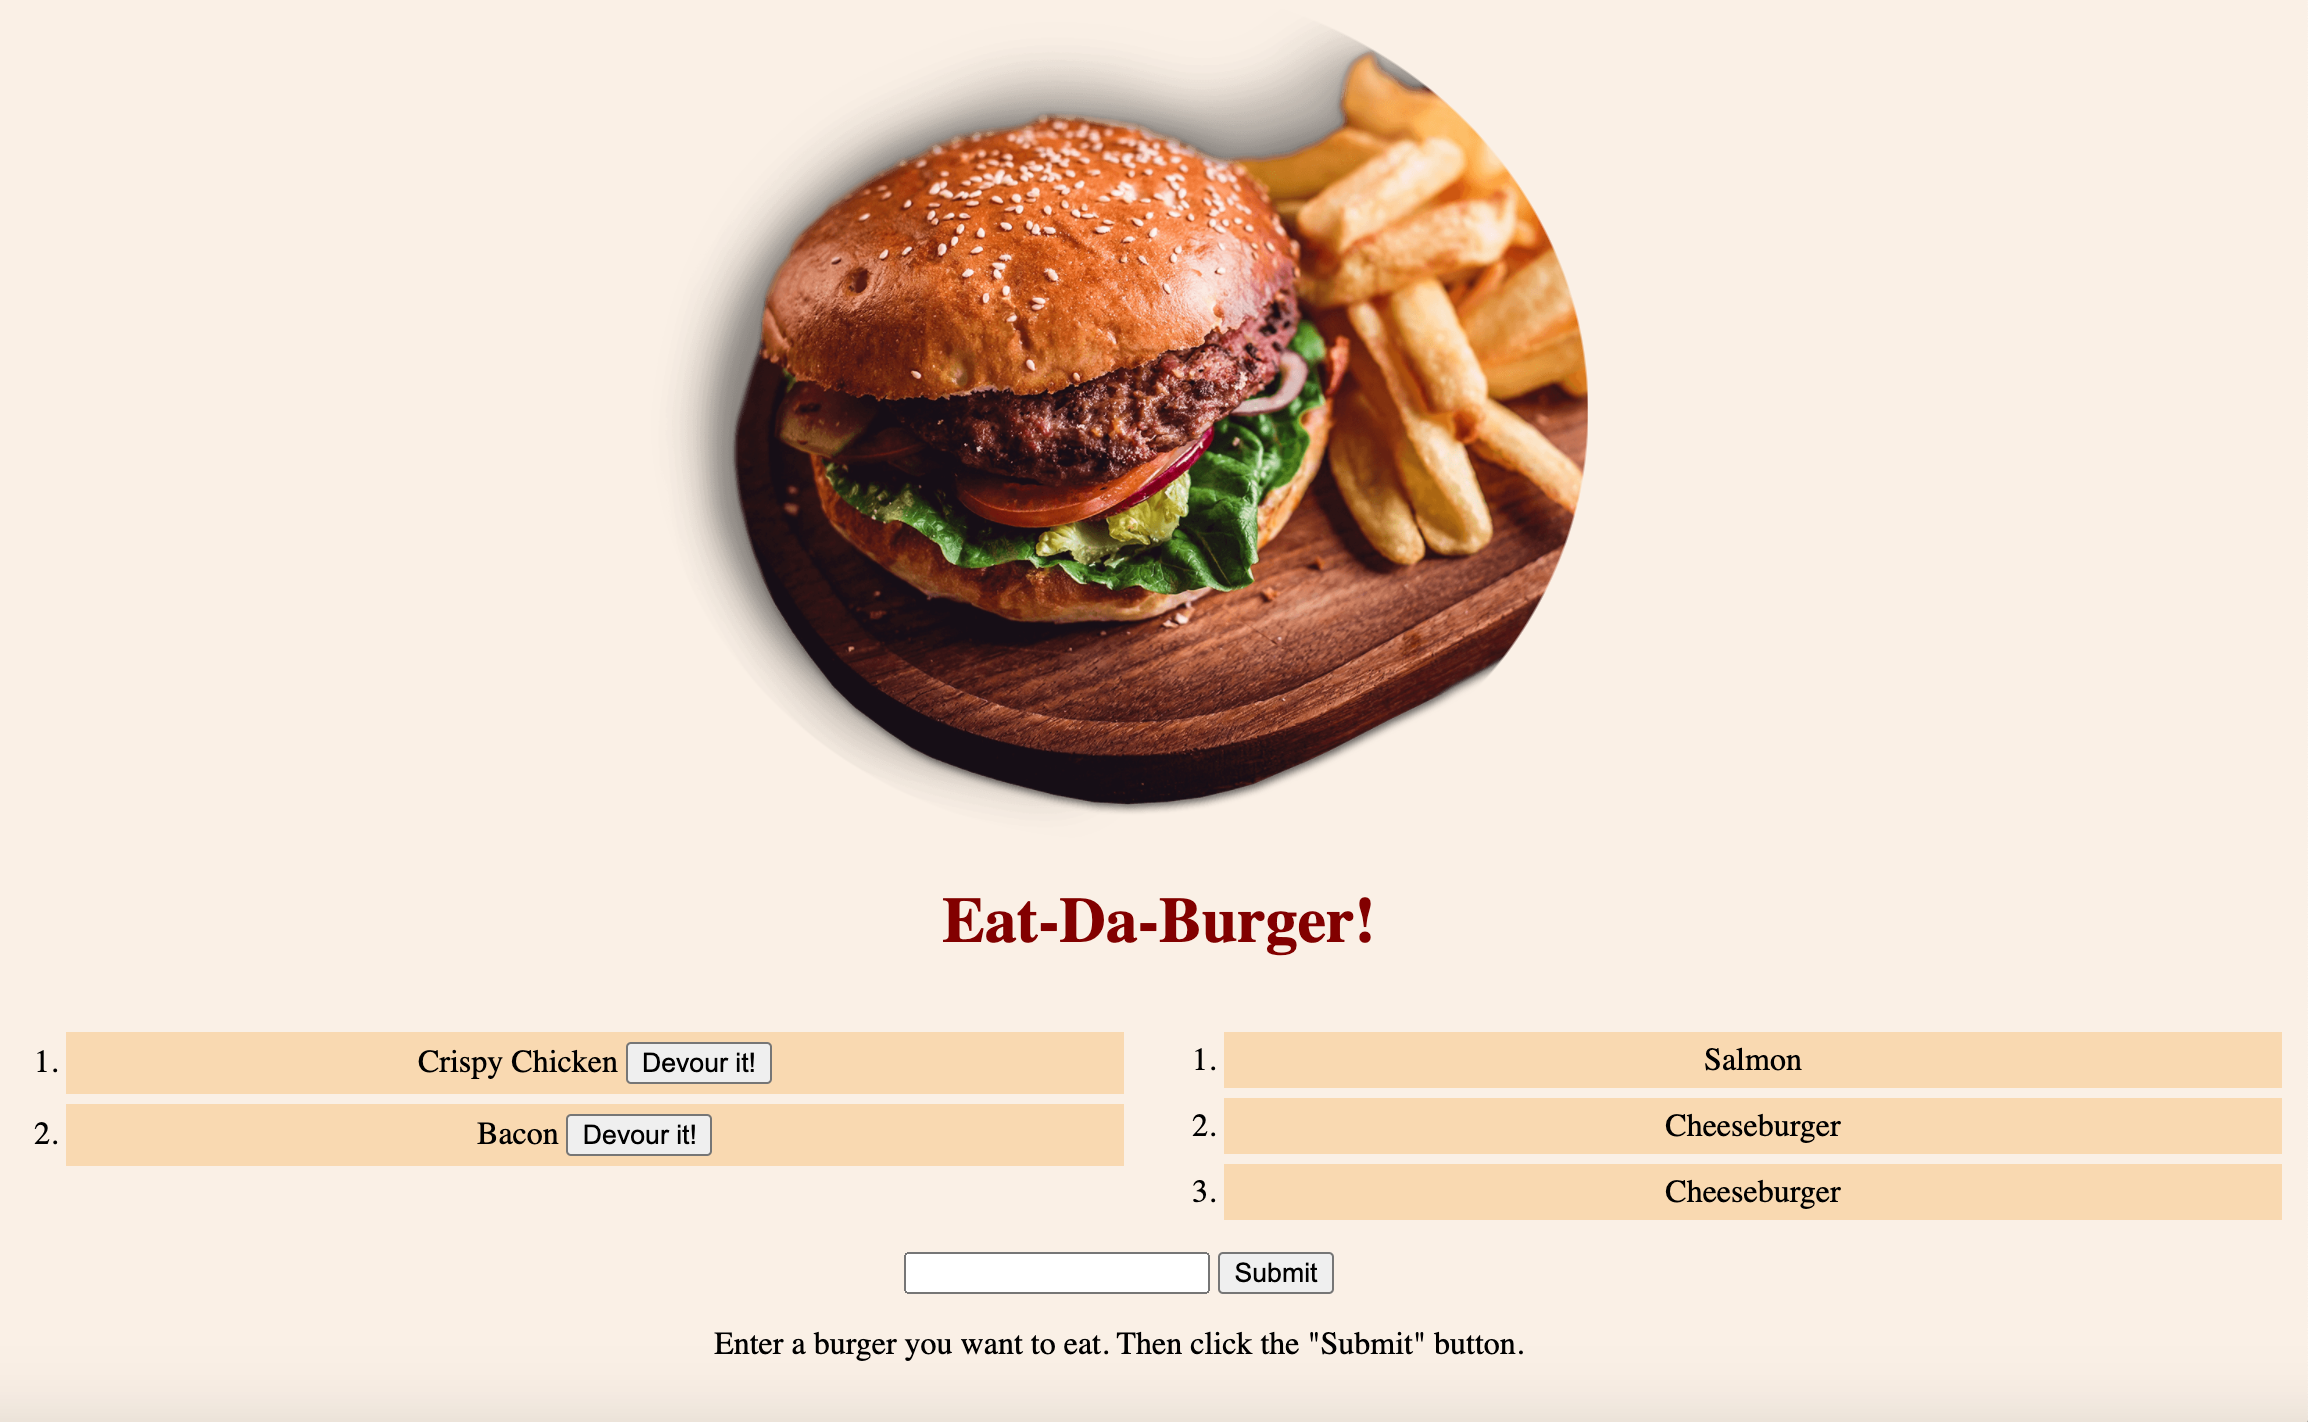 Eat-Da-Burger!
1. Crispy Chicken Devour it!
2. Bacon Devour it!
1. Salmon
2. Cheeseburger
3. Cheeseburger
Submit
Enter a burger you want to eat. Then click the "Submit" button.